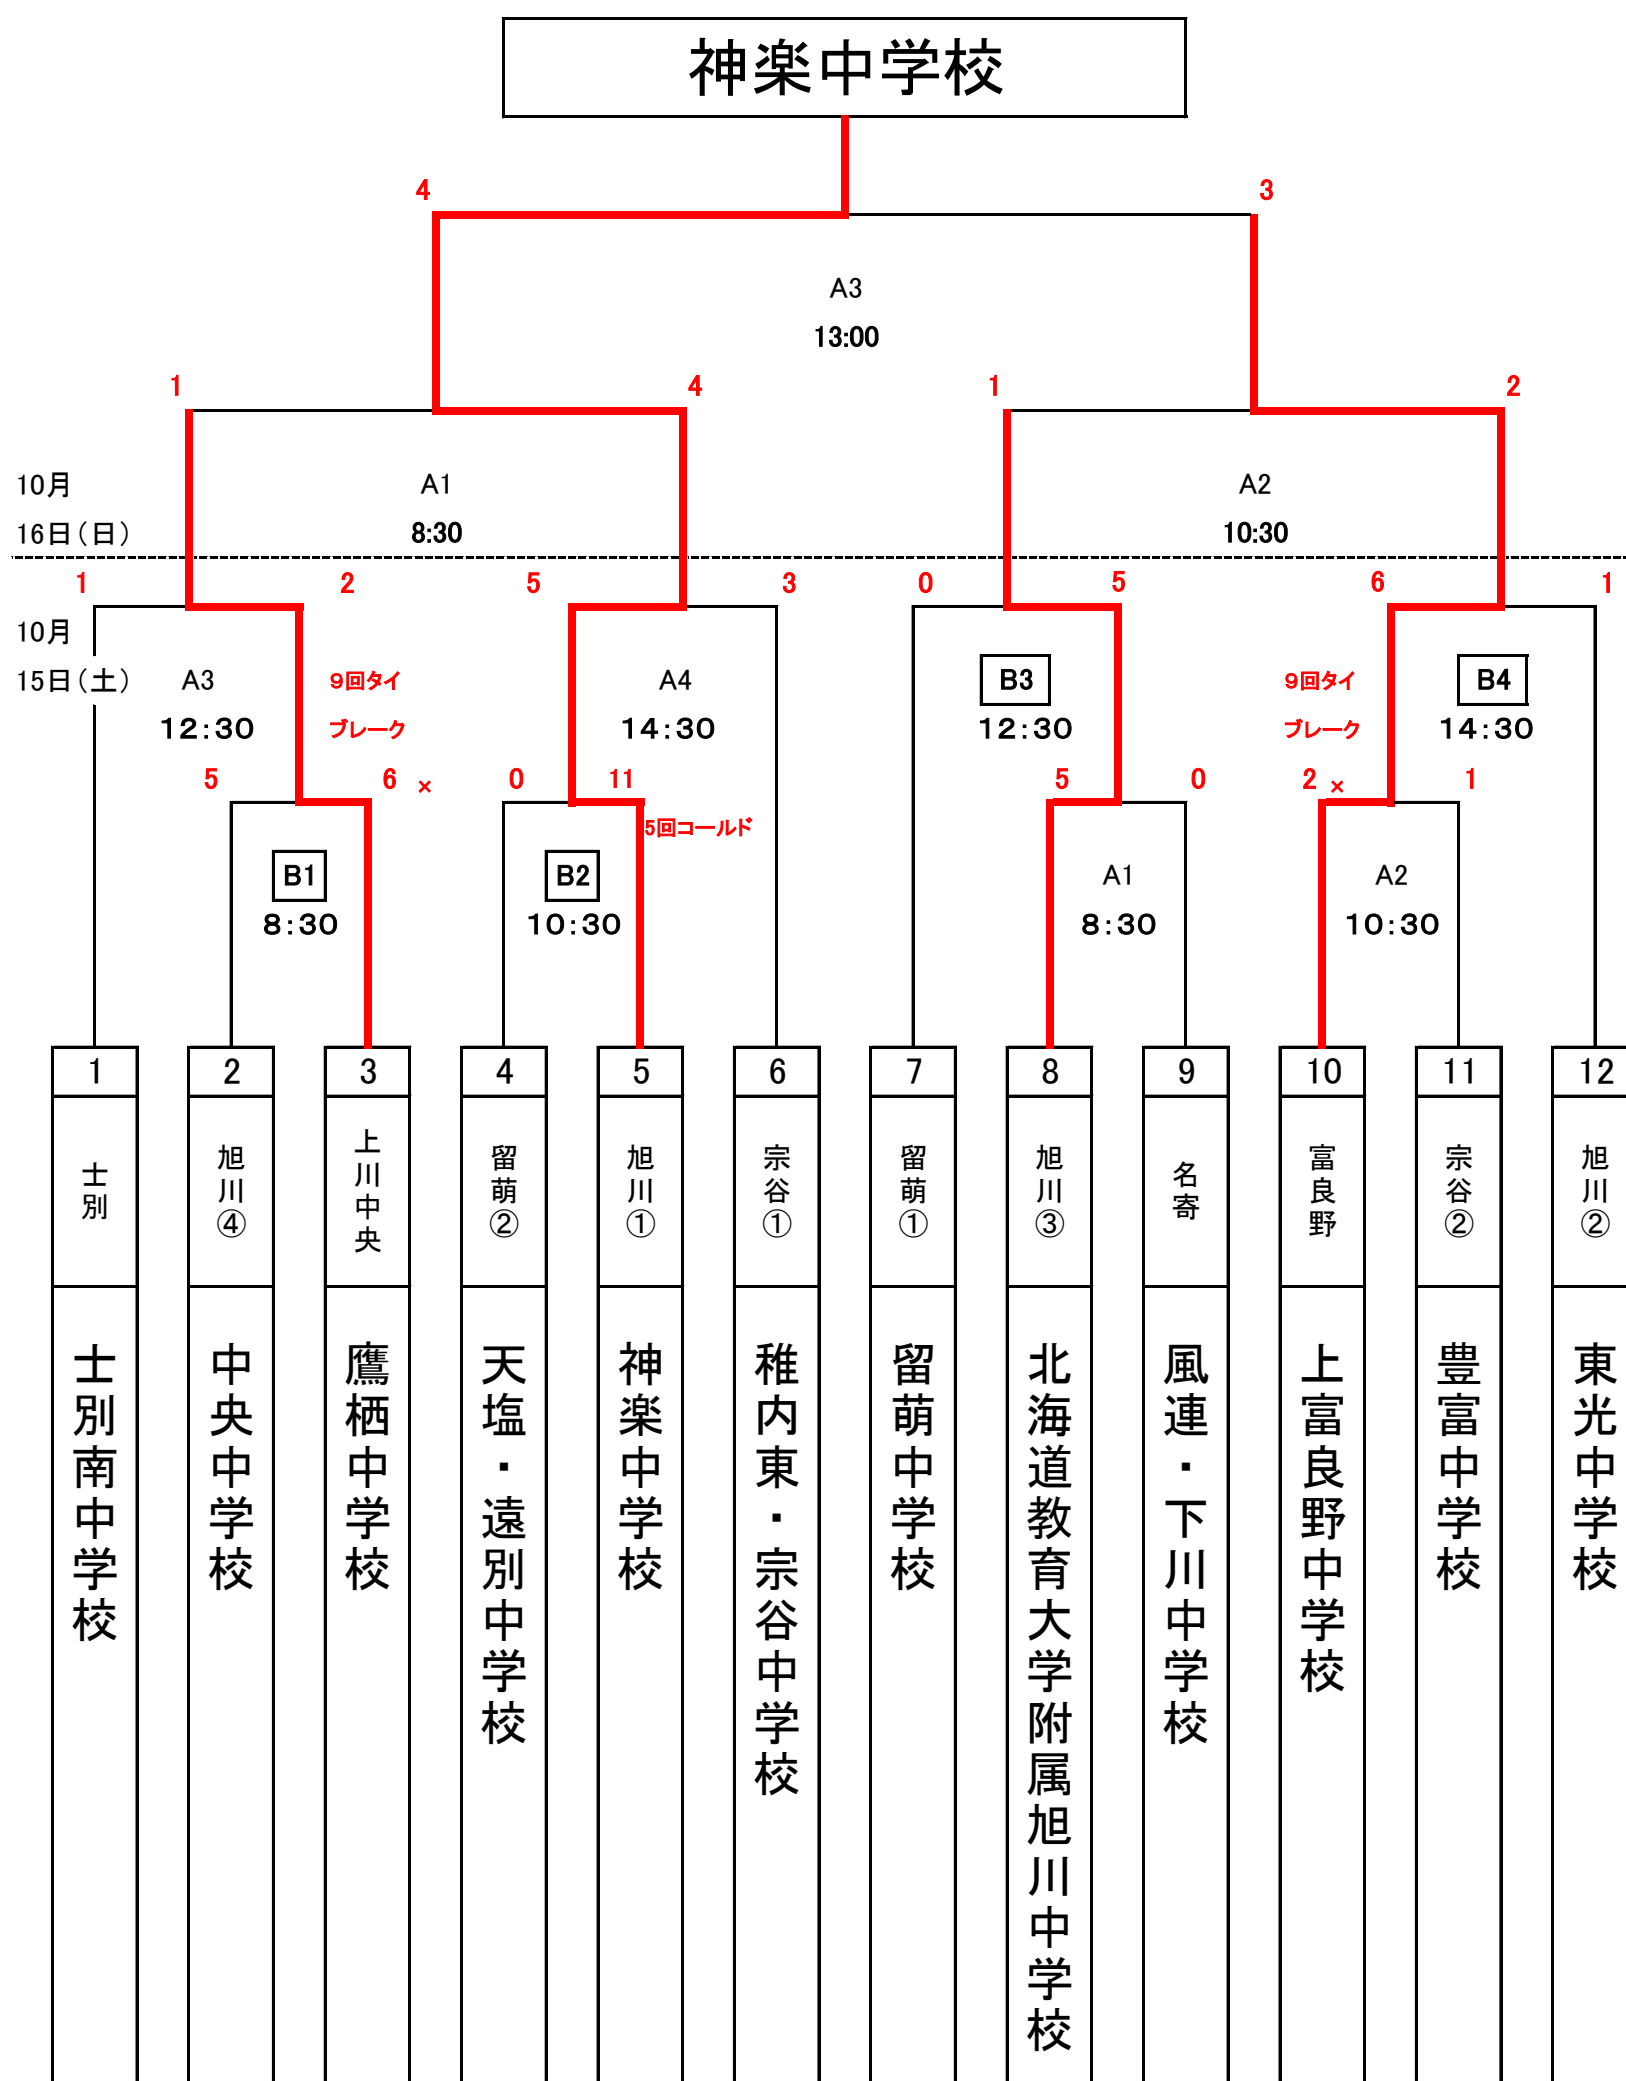 神楽中学校
4 3
A3
13:00
1 4 1 2
10月 A1 A2
16日（日） 8:30 10:30
1 2 5 3 0 5 6 1
10月
15日（土） A3 9回タイ A4 B3 9回タイ B4
12:30 ブレーク 14:30 12:30 ブレーク 14:30
5 6 × 0 11 5 0 2 × 1
5回コールド
B1 B2 A1 A2
8:30 10:30 8:30 10:30
1 2 3 4 5 6 7 8 9 10 11 12
士別
旭川④
上川中央
留萌②
旭川①
宗谷①
留萌①
旭川③
名寄
富良野
宗谷②
旭川②
士別南中学校
中央中学校
鷹栖中学校
天塩・遠別中学校
神楽中学校
稚内東・宗谷中学校
留萌中学校
北海道教育大学附属旭川中学校
風連・下川中学校
上富良野中学校
豊富中学校
東光中学校